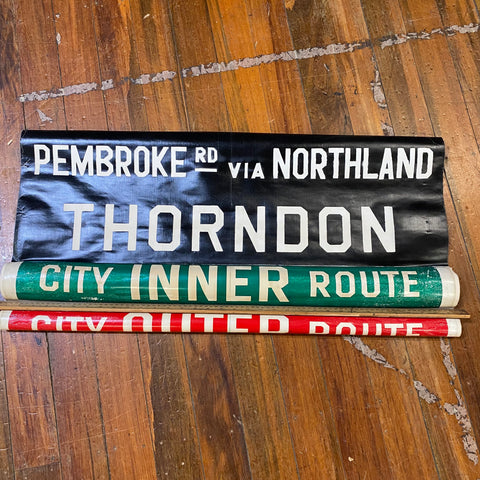 PEMBROKE RD VIA NORTHLAND
THORNDON
CITY INNER ROUTE
CITY OUTER ROUTE